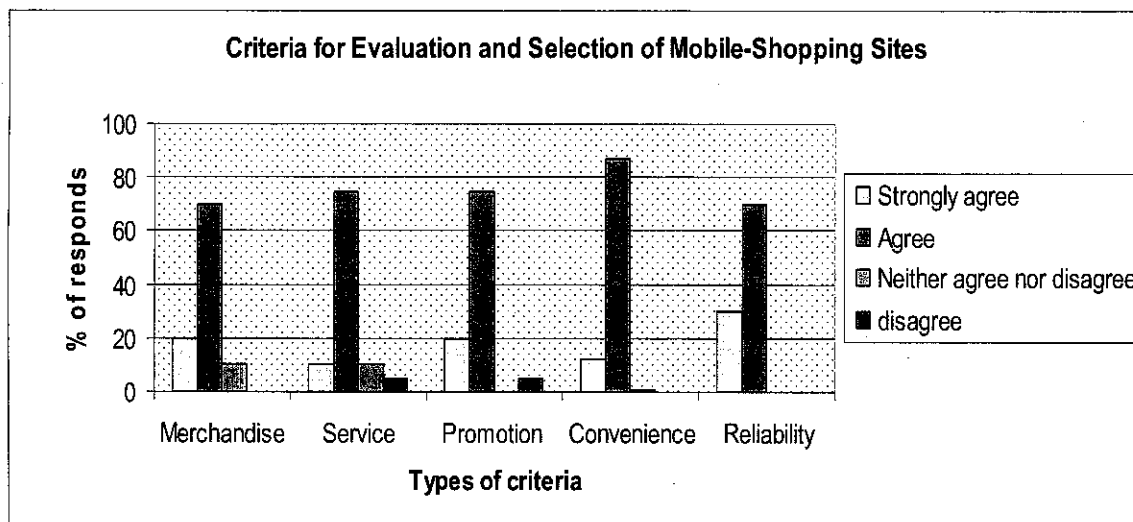 Criteria for Evaluation and Selection of Mobile-Shopping Sites
% of responds
100
80
60
40
20
0
Merchandise Service Promotion Convenience Reliability
Types of criteria
Strongly agree
Agree
Neither agree nor disagree
disagree